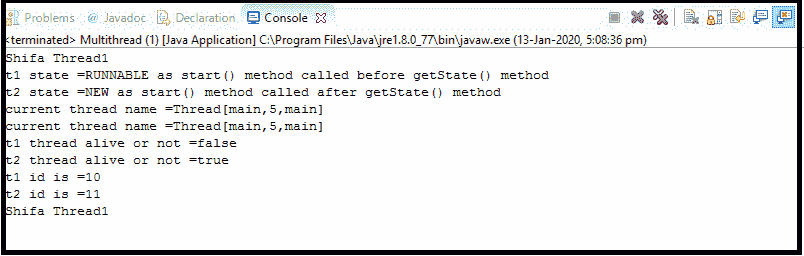 Problems @ Javadoc Declaration Console
<terminated> Multithread (1) [Java Application] C:\Program Files\Java\jre1.8.0_77\bin\javaw.exe (13-Jan-2020, 5:08:36 pm)
Shifa Thread1
t1 state =RUNNABLE as start() method called before getState() method
t2 state =NEW as start() method called after getState() method
current thread name =Thread[main,5,main]
current thread name =Thread[main,5,main]
t1 thread alive or not =false
t2 thread alive or not =true
t1 id is =10
t2 id is =11
Shifa Thread1